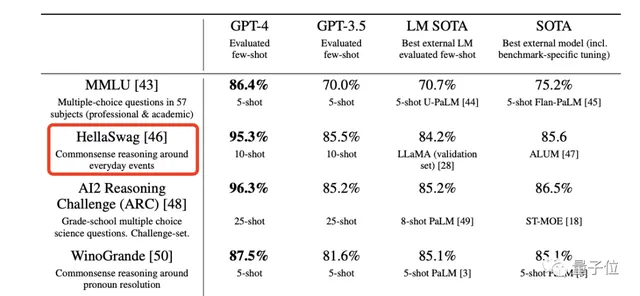 GPT-4 GPT-3.5 LM SOTA SOTA
Evaluated Evaluated Best external LM Best external model (incl.
few-shot few-shot evaluated few-shot benchmark-specific tuning)
MMLU [43] 86.4% 70.0% 70.7% 75.2%
Multiple-choice questions in 57 5-shot 5-shot 5-shot U-PaLM [44] 5-shot Flan-PaLM [45]
subjects (professional & academic)
HellaSwag [46] 95.3% 85.5% 84.2% 85.6
Commonsense reasoning around 10-shot 10-shot LLaMA (validation ALUM [47]
everyday events set) [28]
AI2 Reasoning 96.3% 85.2% 85.2% 86.5%
Challenge (ARC) [48]
Grade-school multiple choice 25-shot 25-shot 8-shot PaLM [49] ST-MOE [18]
science questions. Challenge-set.
WinoGrande [50] 87.5% 81.6% 85.1% 85.1%
Commonsense reasoning around 5-shot 5-shot 5-shot PaLM [3] 5-shot PaLM [3]
pronoun resolution
量子位